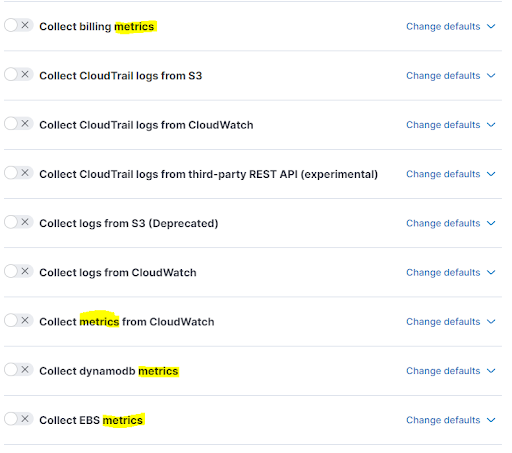 Collect billing metrics Change defaults
Collect CloudTrail logs from S3 Change defaults
Collect CloudTrail logs from CloudWatch Change defaults
Collect CloudTrail logs from third-party REST API (experimental) Change defaults
Collect logs from S3 (Deprecated) Change defaults
Collect logs from CloudWatch Change defaults
Collect metrics from CloudWatch Change defaults
Collect dynamodb metrics Change defaults
Collect EBS metrics Change defaults